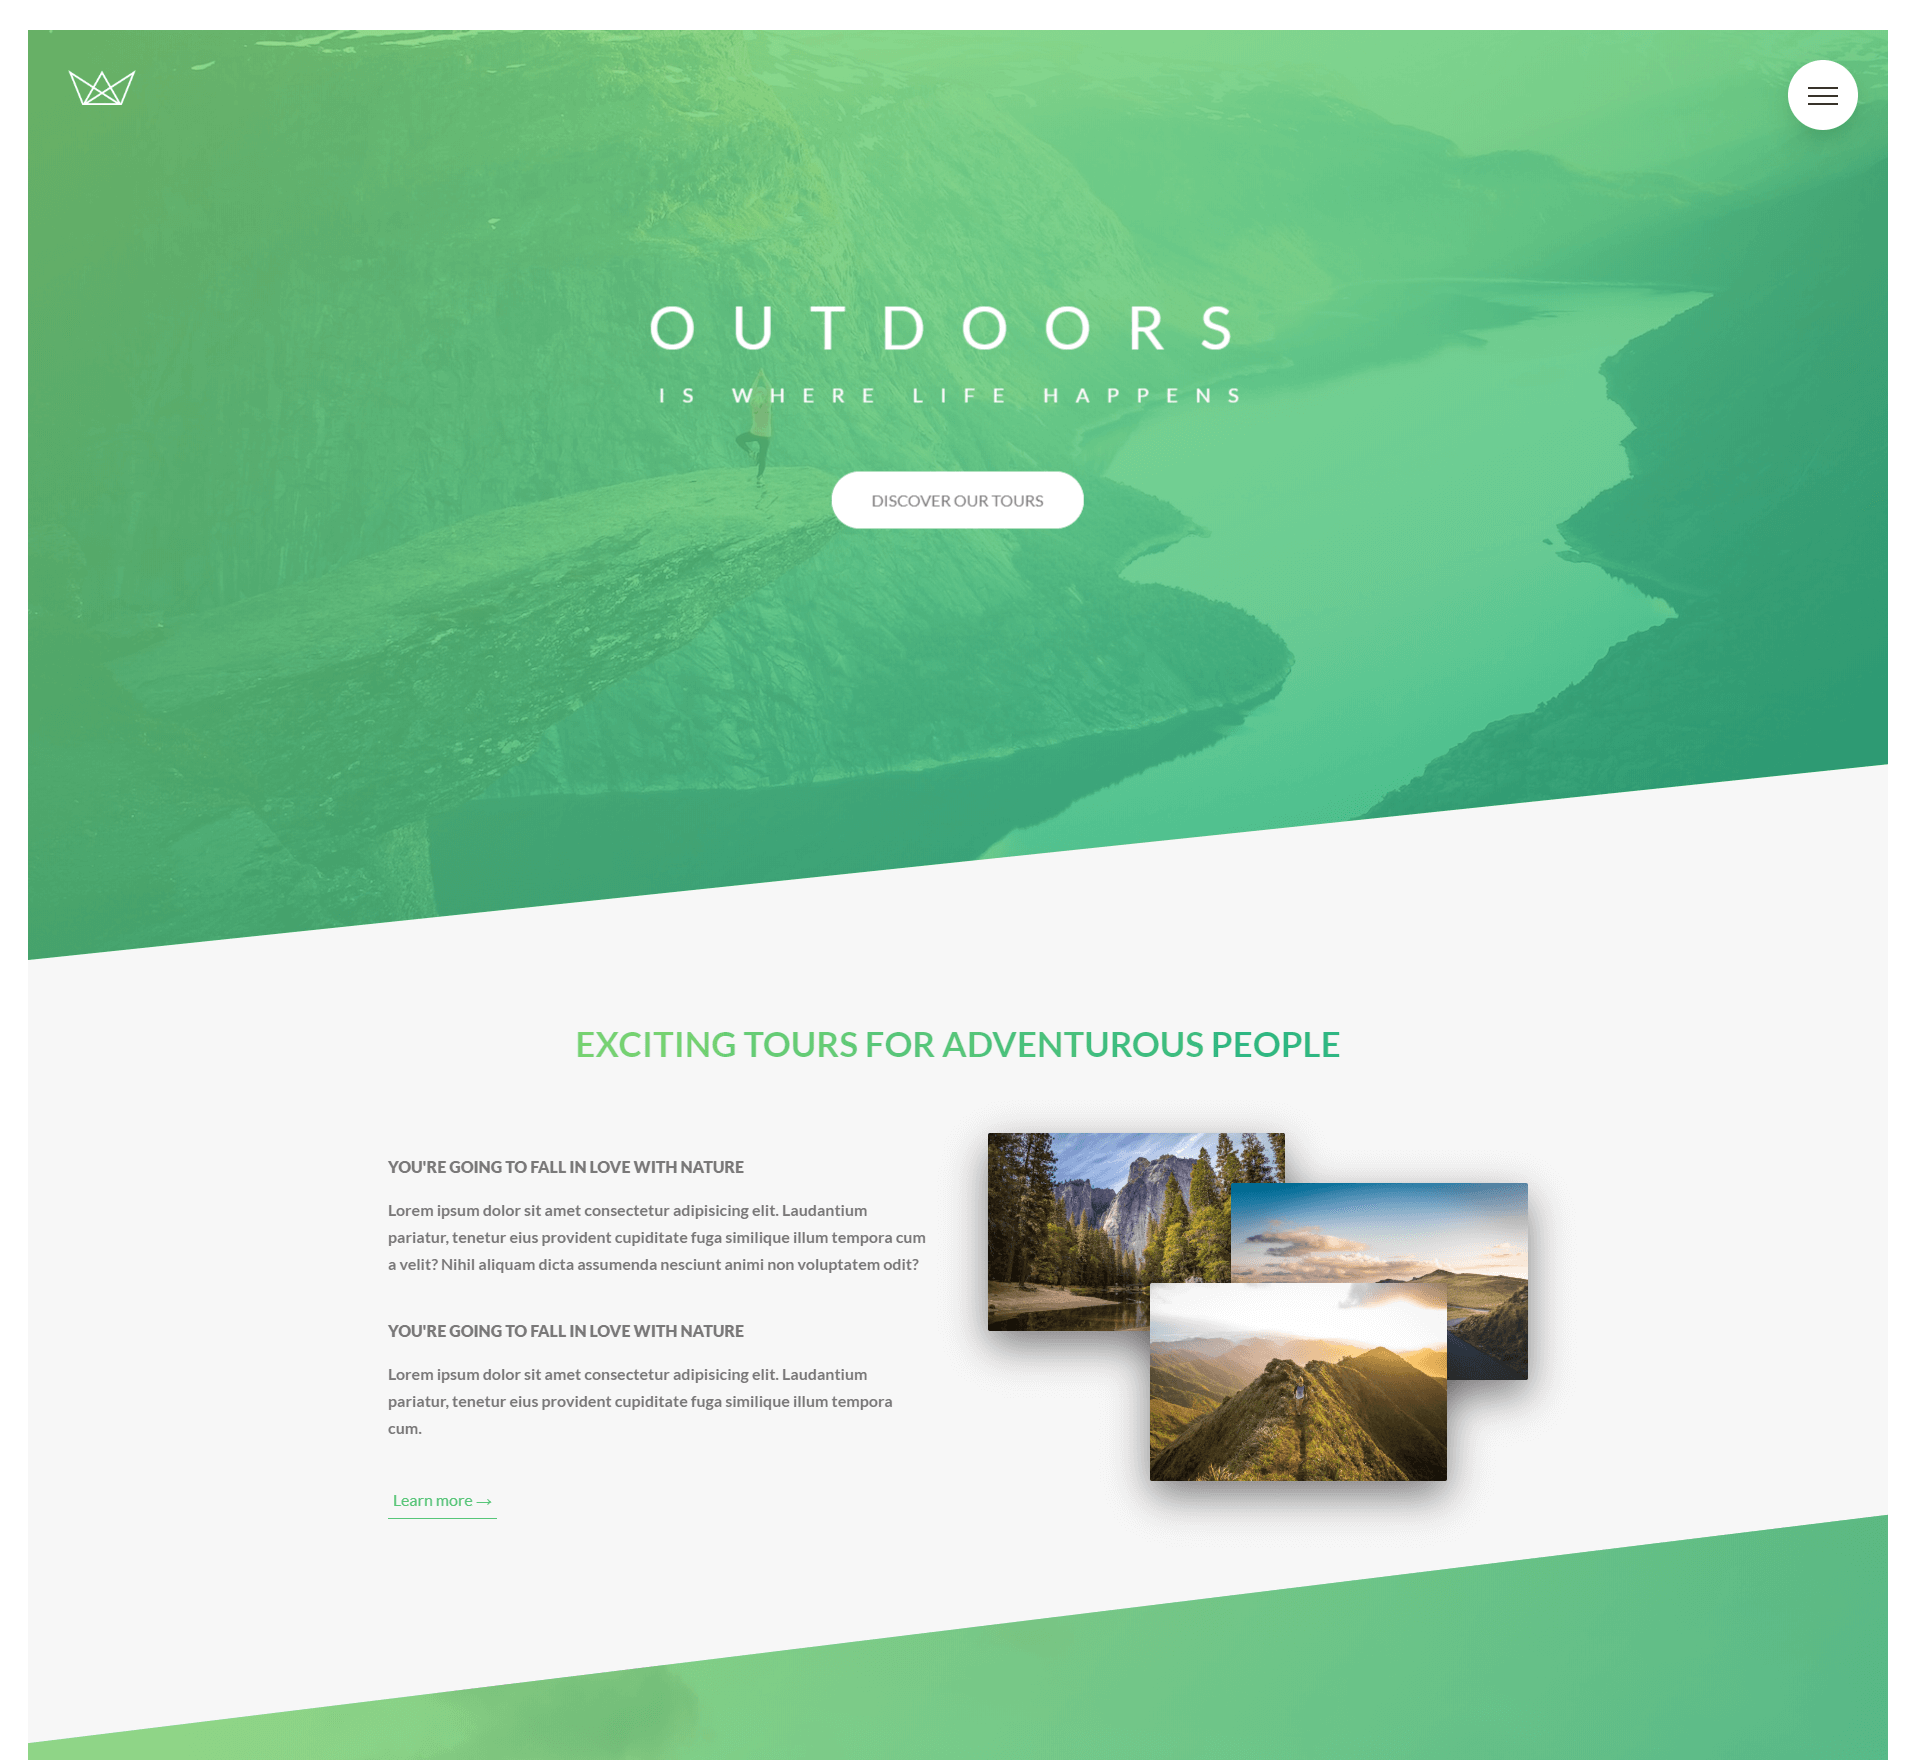 OUTDOORS
IS WHERE LIFE HAPPENS
DISCOVER OUR TOURS
EXCITING TOURS FOR ADVENTUROUS PEOPLE
YOU'RE GOING TO FALL IN LOVE WITH NATURE
Lorem ipsum dolor sit amet consectetur adipisicing elit. Laudantium
pariatur, tenetur eius provident cupiditate fuga similique illum tempora cum
a velit? Nihil aliquam dicta assumenda nesciunt animi non voluptatem odit?
YOU'RE GOING TO FALL IN LOVE WITH NATURE
Lorem ipsum dolor sit amet consectetur adipisicing elit. Laudantium
pariatur, tenetur eius provident cupiditate fuga similique illum tempora
cum.
Learn more →